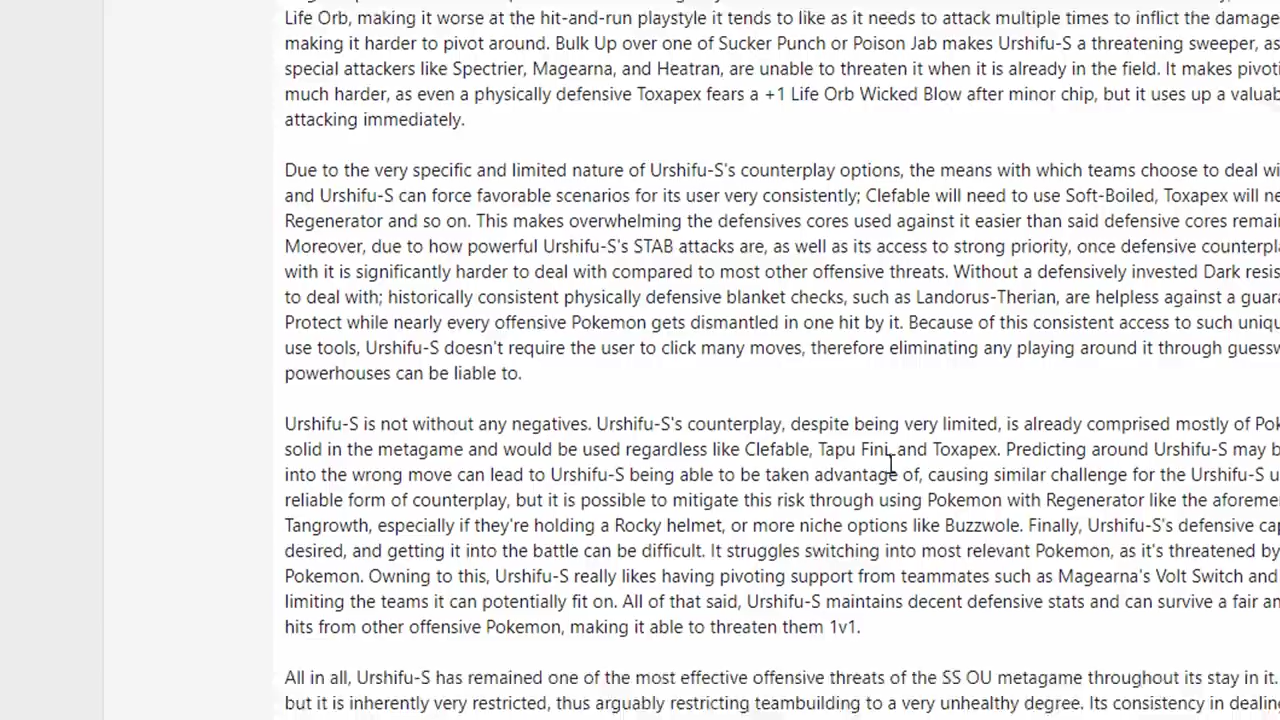 Life Orb, making it worse at the hit-and-run playstyle it tends to like as it needs to attack multiple times to inflict the damage
making it harder to pivot around. Bulk Up over one of Sucker Punch or Poison Jab makes Urshifu-S a threatening sweeper, as
special attackers like Spectrier, Magearna, and Heatran, are unable to threaten it when it is already in the field. It makes
much harder, as even a physically defensive Toxapex fears a +1 Life Orb Wicked Blow after minor chip, but it uses up a
attacking immediately.
Due to the very specific and limited nature of Urshifu-S's counterplay options, the means with which teams choose to deal
and Urshifu-S can force favorable scenarios for its user very consistently; Clefable will need to use Soft-Boiled, Toxapex will
Regenerator and so on. This makes overwhelming the defensives cores used against it easier than said defensive cores
Moreover, due to how powerful Urshifu-S's STAB attacks are, as well as its access to strong priority, once defensive
with it is significantly harder to deal with compared to most other offensive threats. Without a defensively invested Dark
to deal with; historically consistent physically defensive blanket checks, such as Landorus-Therian, are helpless against a
Protect while nearly every offensive Pokemon gets dismantled in one hit by it. Because of this consistent access to such
use tools, Urshifu-S doesn't require the user to click many moves, therefore eliminating any playing around it through
powerhouses can be liable to.
Urshifu-S is not without any negatives. Urshifu-S's counterplay, despite being very limited, is already comprised mostly of
solid in the metagame and would be used regardless like Clefable, Tapu Fini, and Toxapex. Predicting around Urshifu-S may
into the wrong move can lead to Urshifu-S being able to be taken advantage of, causing similar challenge for the Urshifu-S
reliable form of counterplay, but it is possible to mitigate this risk through using Pokemon with Regenerator like the
Tangrowth, especially if they're holding a Rocky helmet, or more niche options like Buzzwole. Finally, Urshifu-S's defensive
desired, and getting it into the battle can be difficult. It struggles switching into most relevant Pokemon, as it's threatened by
Pokemon. Owning to this, Urshifu-S really likes having pivoting support from teammates such as Magearna's Volt Switch and
limiting the teams it can potentially fit on. All of that said, Urshifu-S maintains decent defensive stats and can survive a fair
hits from other offensive Pokemon, making it able to threaten them 1v1.
All in all, Urshifu-S has remained one of the most effective offensive threats of the SS OU metagame throughout its stay in it.
but it is inherently very restricted, thus arguably restricting teambuilding to a very unhealthy degree. Its consistency in